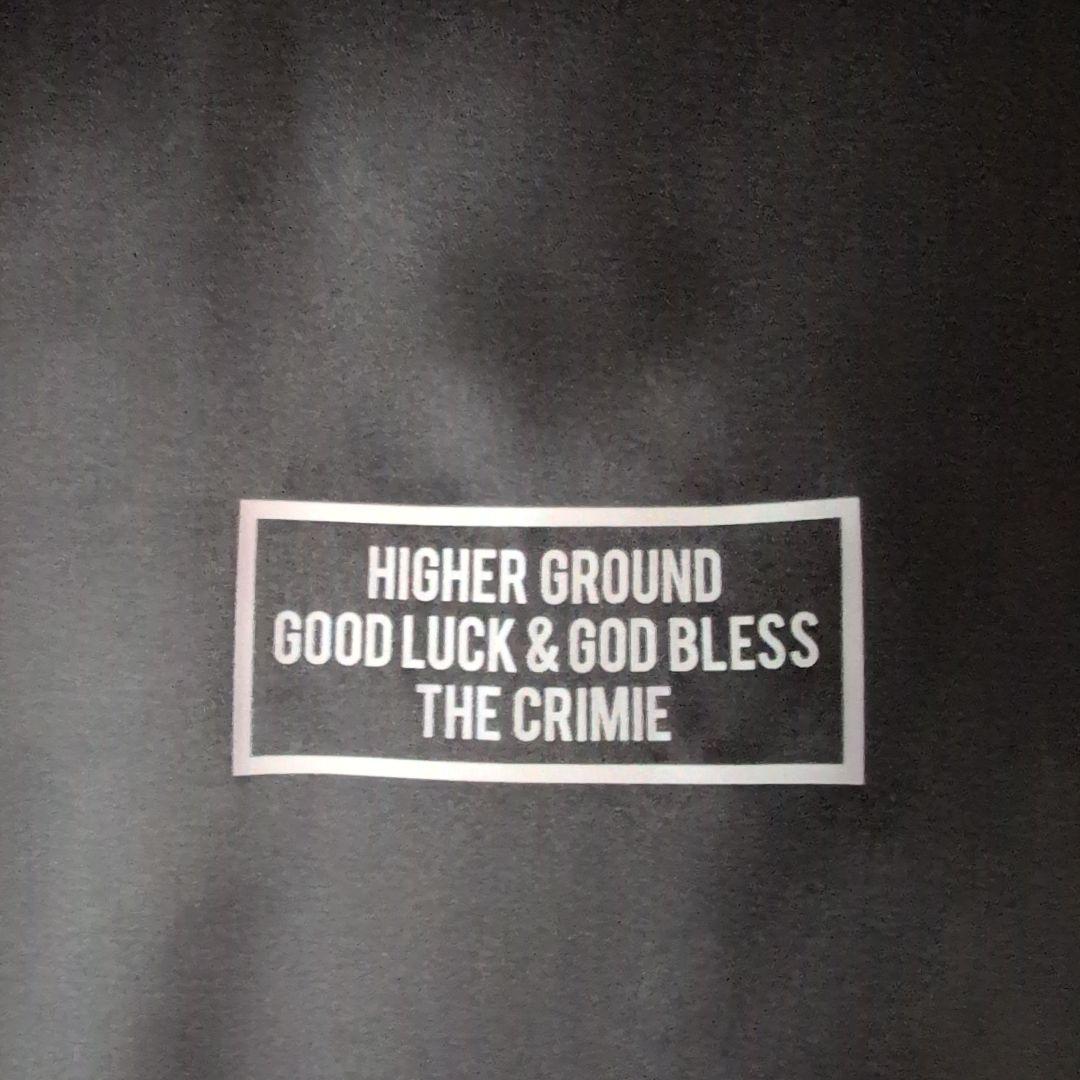 HIGHER GROUND
GOOD LUCK & GOD BLESS
THE CRIMIE